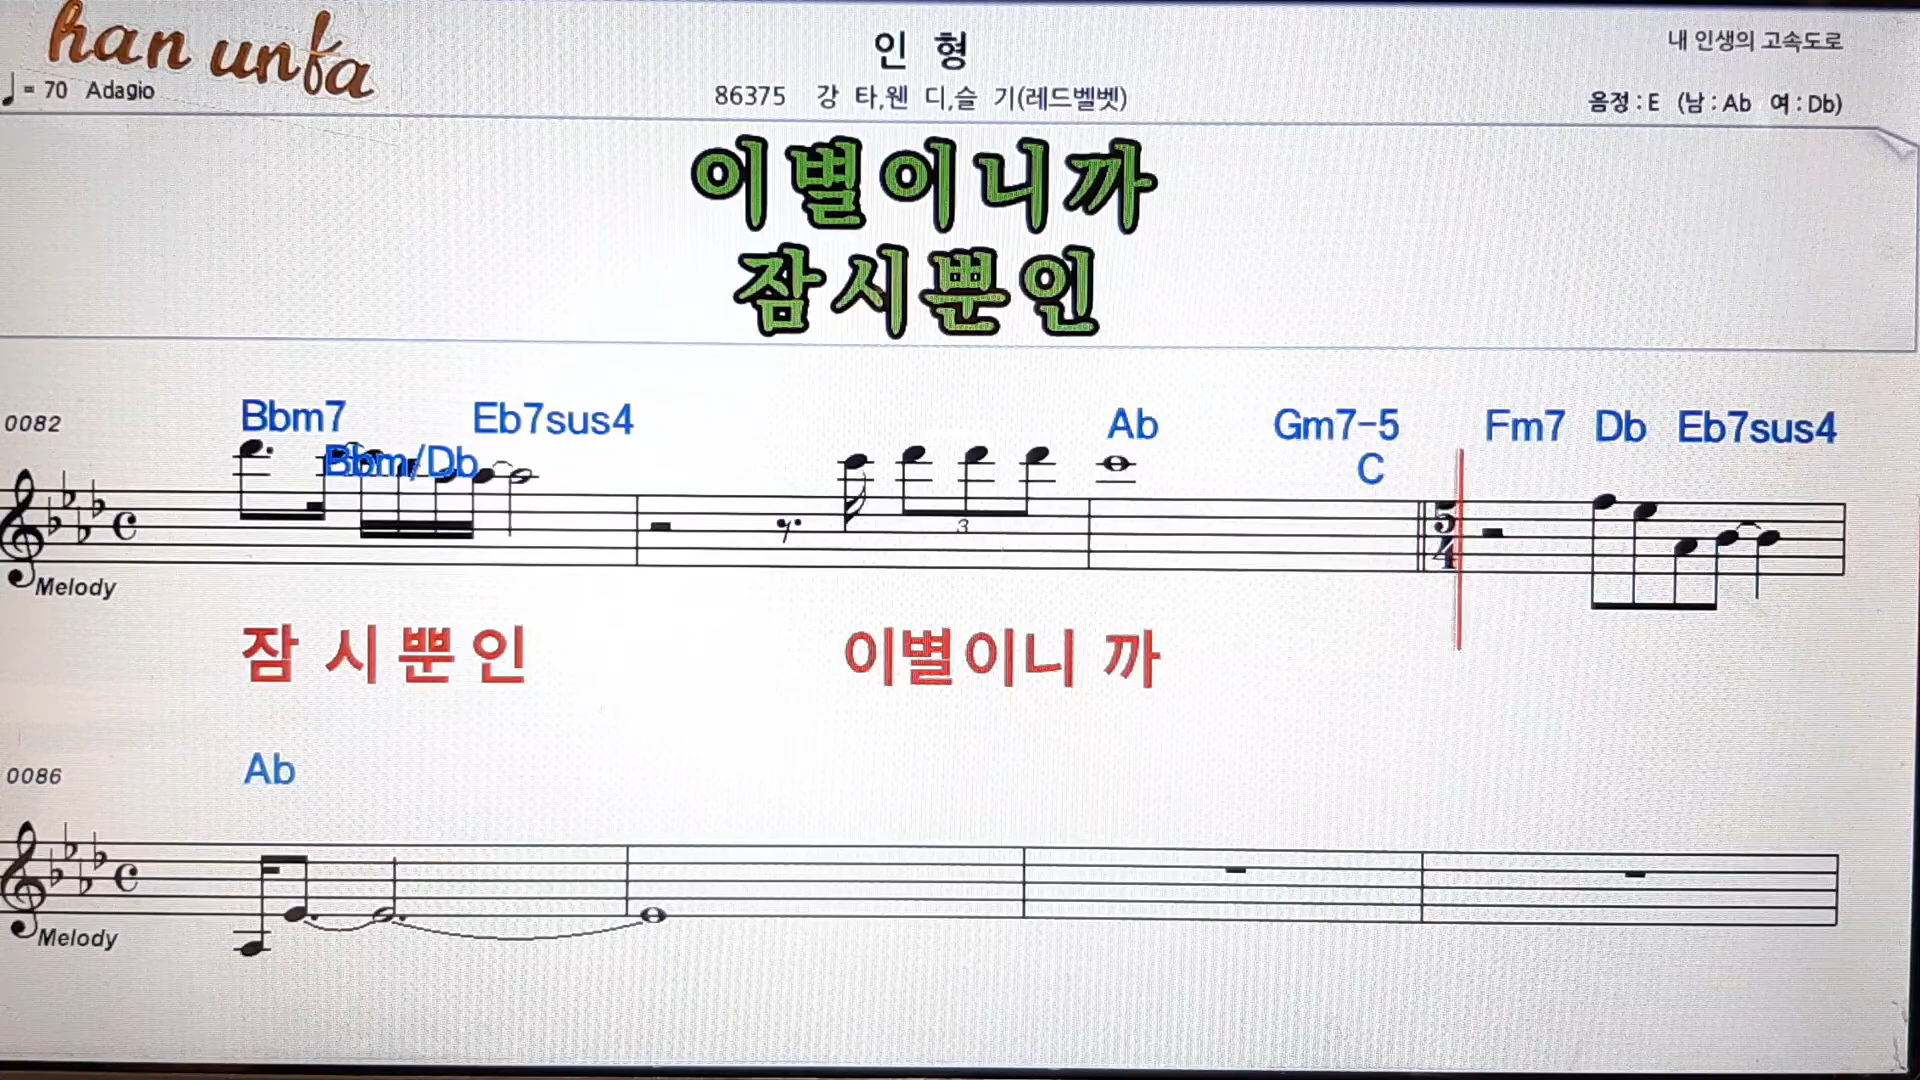 han unfa
♩= 70 Adagio
인 형
86375 강 타,웬 디,슬 기(레드벨벳)
내 인생의 고속도로
음정 : E (남 : Ab 여 : Db)
이별이니까
잠시뿐인
0082
Bbm7 Eb7sus4 Ab Gm7-5 Fm7 Db Eb7sus4
Bbm/Db C
C
3
5
4
Melody
잠 시 뿐 인 이별이니 까
0086
Ab
C
Melody